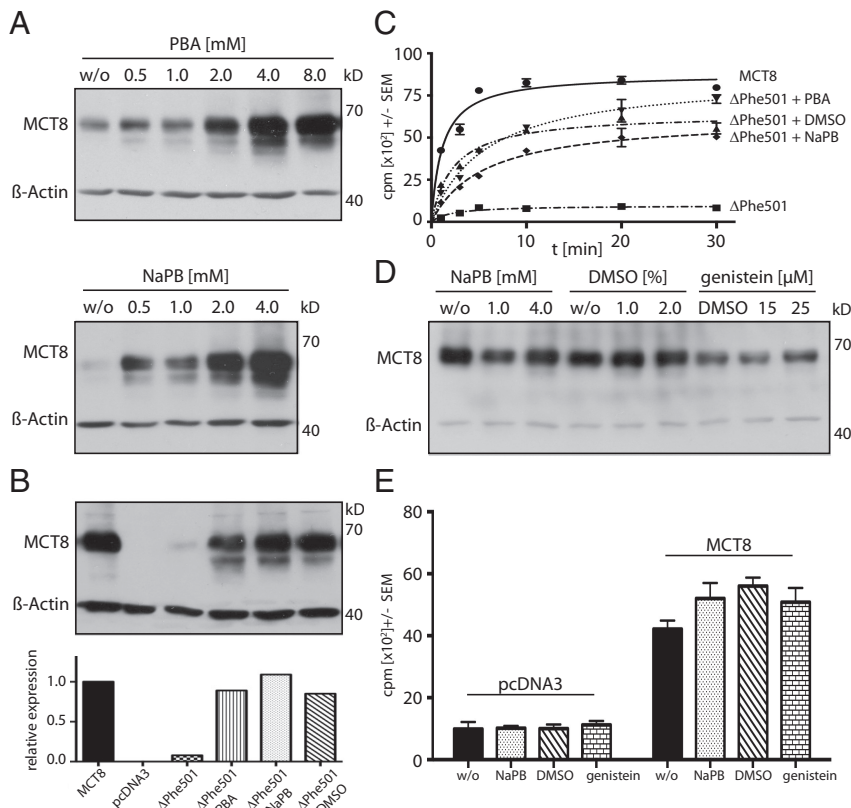 A
PBA [mM]
w/o 0.5 1.0 2.0 4.0 8.0 kD
MCT8
70
ß-Actin
40
NaPB [mM]
w/o 0.5 1.0 2.0 4.0 kD
MCT8
70
ß-Actin
40
B
kD
MCT8
70
ß-Actin
40
relative expression
1.0
0.5
0.0
MCT8
pcDNA3
ΔPhe501
ΔPhe501 PBA
ΔPhe501 NaPB
ΔPhe501 DMSO
C
cpm [x10²] +/- SEM
100
75
50
25
0
0 10 20 30
t [min]
MCT8
ΔPhe501 + PBA
ΔPhe501 + DMSO
ΔPhe501 + NaPB
ΔPhe501
D
NaPB [mM] DMSO [%] genistein [µM]
w/o 1.0 4.0 w/o 1.0 2.0 DMSO 15 25 kD
MCT8
70
ß-Actin
40
E
cpm [x10²]+/- SEM
80
60
40
20
0
pcDNA3
MCT8
w/o NaPB DMSO genistein w/o NaPB DMSO genistein